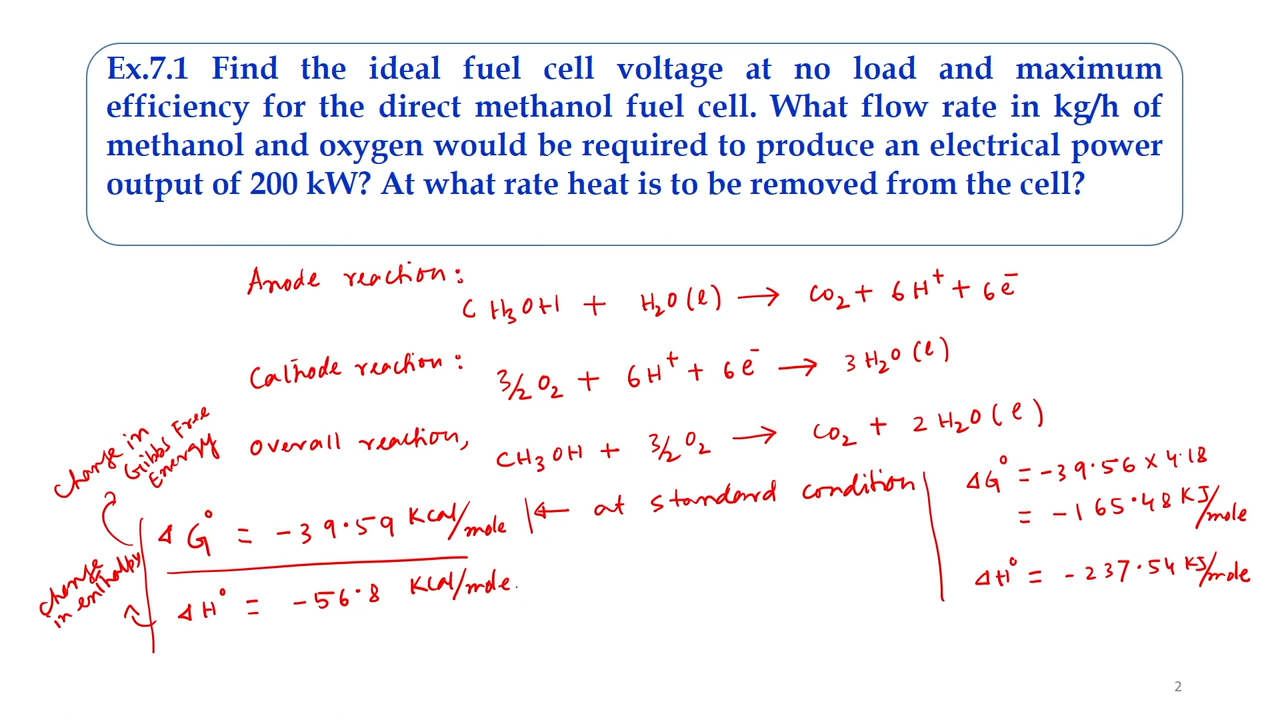 Ex.7.1 Find the ideal fuel cell voltage at no load and maximum
efficiency for the direct methanol fuel cell. What flow rate in kg/h of
methanol and oxygen would be required to produce an electrical power
output of 200 kW? At what rate heat is to be removed from the cell?
Anode reaction:
CH₃OH + H₂O(l) → CO₂ + 6H⁺ + 6e⁻
Cathode reaction:
3/2 O₂ + 6H⁺ + 6e⁻ → 3H₂O(l)
overall reaction,
CH₃OH + 3/2 O₂ → CO₂ + 2H₂O(l)
change in
Gibbs Free
Energy
ΔG° = -39.59 Kcal/mole |← at standard condition
change
in enthalpy
ΔH° = -56.8 Kcal/mole.
ΔG° = -39.56 × 4.18
= -165.48 KJ/mole
ΔH° = -237.54 KJ/mole
2